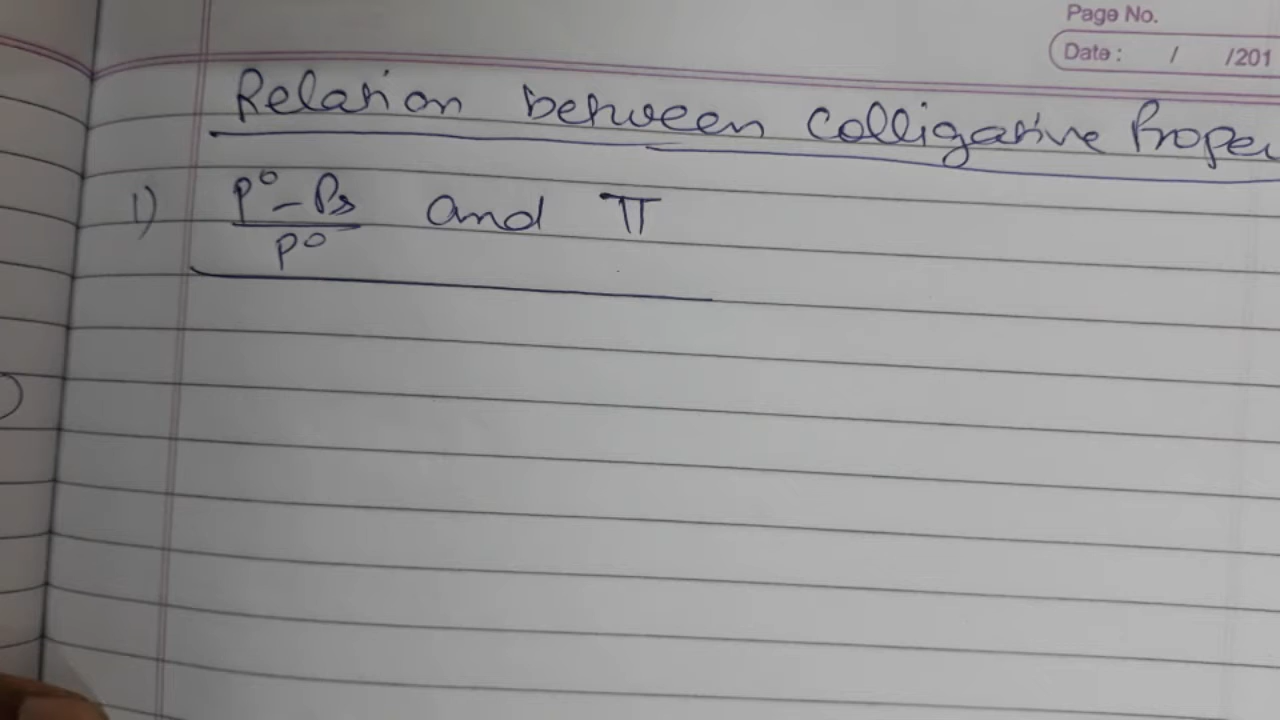 Page No.
Date: / /201
Relation between Colligative Proper
1) P° - Ps / P° and π